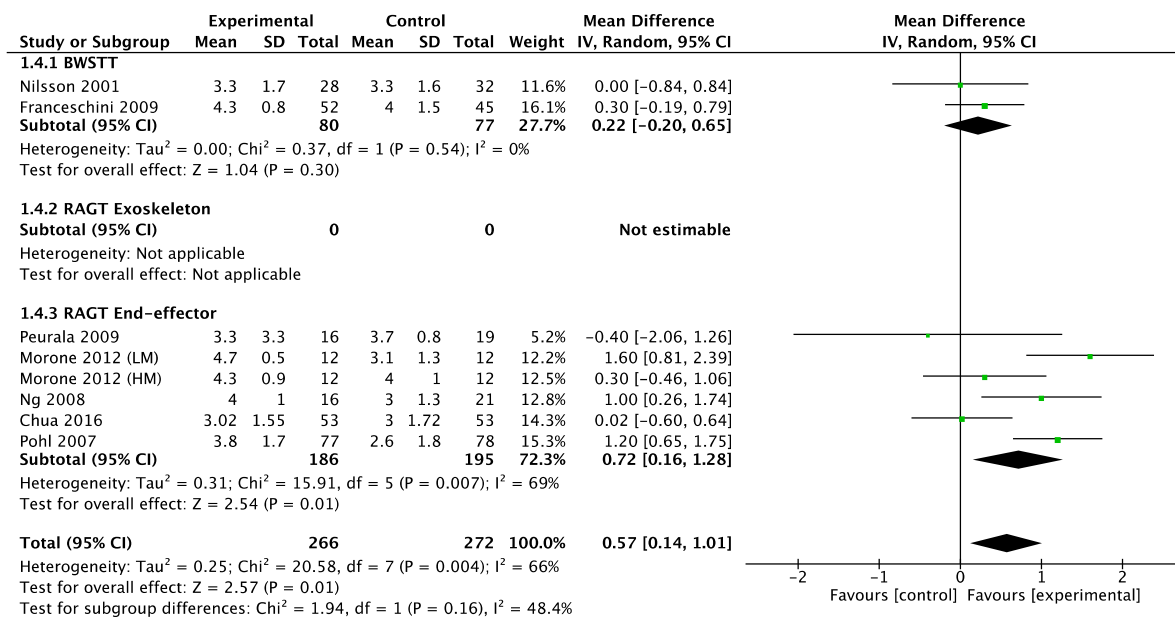 Experimental Control Mean Difference Mean Difference
Study or Subgroup Mean SD Total Mean SD Total Weight IV, Random, 95% CI IV, Random, 95% CI
1.4.1 BWSTT
Nilsson 2001 3.3 1.7 28 3.3 1.6 32 11.6% 0.00 [-0.84, 0.84]
Franceschini 2009 4.3 0.8 52 4 1.5 45 16.1% 0.30 [-0.19, 0.79]
Subtotal (95% CI) 80 77 27.7% 0.22 [-0.20, 0.65]
Heterogeneity: Tau² = 0.00; Chi² = 0.37, df = 1 (P = 0.54); I² = 0%
Test for overall effect: Z = 1.04 (P = 0.30)
1.4.2 RAGT Exoskeleton
Subtotal (95% CI) 0 0 Not estimable
Heterogeneity: Not applicable
Test for overall effect: Not applicable
1.4.3 RAGT End-effector
Peurala 2009 3.3 3.3 16 3.7 0.8 19 5.2% -0.40 [-2.06, 1.26]
Morone 2012 (LM) 4.7 0.5 12 3.1 1.3 12 12.2% 1.60 [0.81, 2.39]
Morone 2012 (HM) 4.3 0.9 12 4 1 12 12.5% 0.30 [-0.46, 1.06]
Ng 2008 4 1 16 3 1.3 21 12.8% 1.00 [0.26, 1.74]
Chua 2016 3.02 1.55 53 3 1.72 53 14.3% 0.02 [-0.60, 0.64]
Pohl 2007 3.8 1.7 77 2.6 1.8 78 15.3% 1.20 [0.65, 1.75]
Subtotal (95% CI) 186 195 72.3% 0.72 [0.16, 1.28]
Heterogeneity: Tau² = 0.31; Chi² = 15.91, df = 5 (P = 0.007); I² = 69%
Test for overall effect: Z = 2.54 (P = 0.01)
Total (95% CI) 266 272 100.0% 0.57 [0.14, 1.01]
Heterogeneity: Tau² = 0.25; Chi² = 20.58, df = 7 (P = 0.004); I² = 66%
Test for overall effect: Z = 2.57 (P = 0.01)
Test for subgroup differences: Chi² = 1.94, df = 1 (P = 0.16), I² = 48.4%
-2 -1 0 1 2
Favours [control] Favours [experimental]